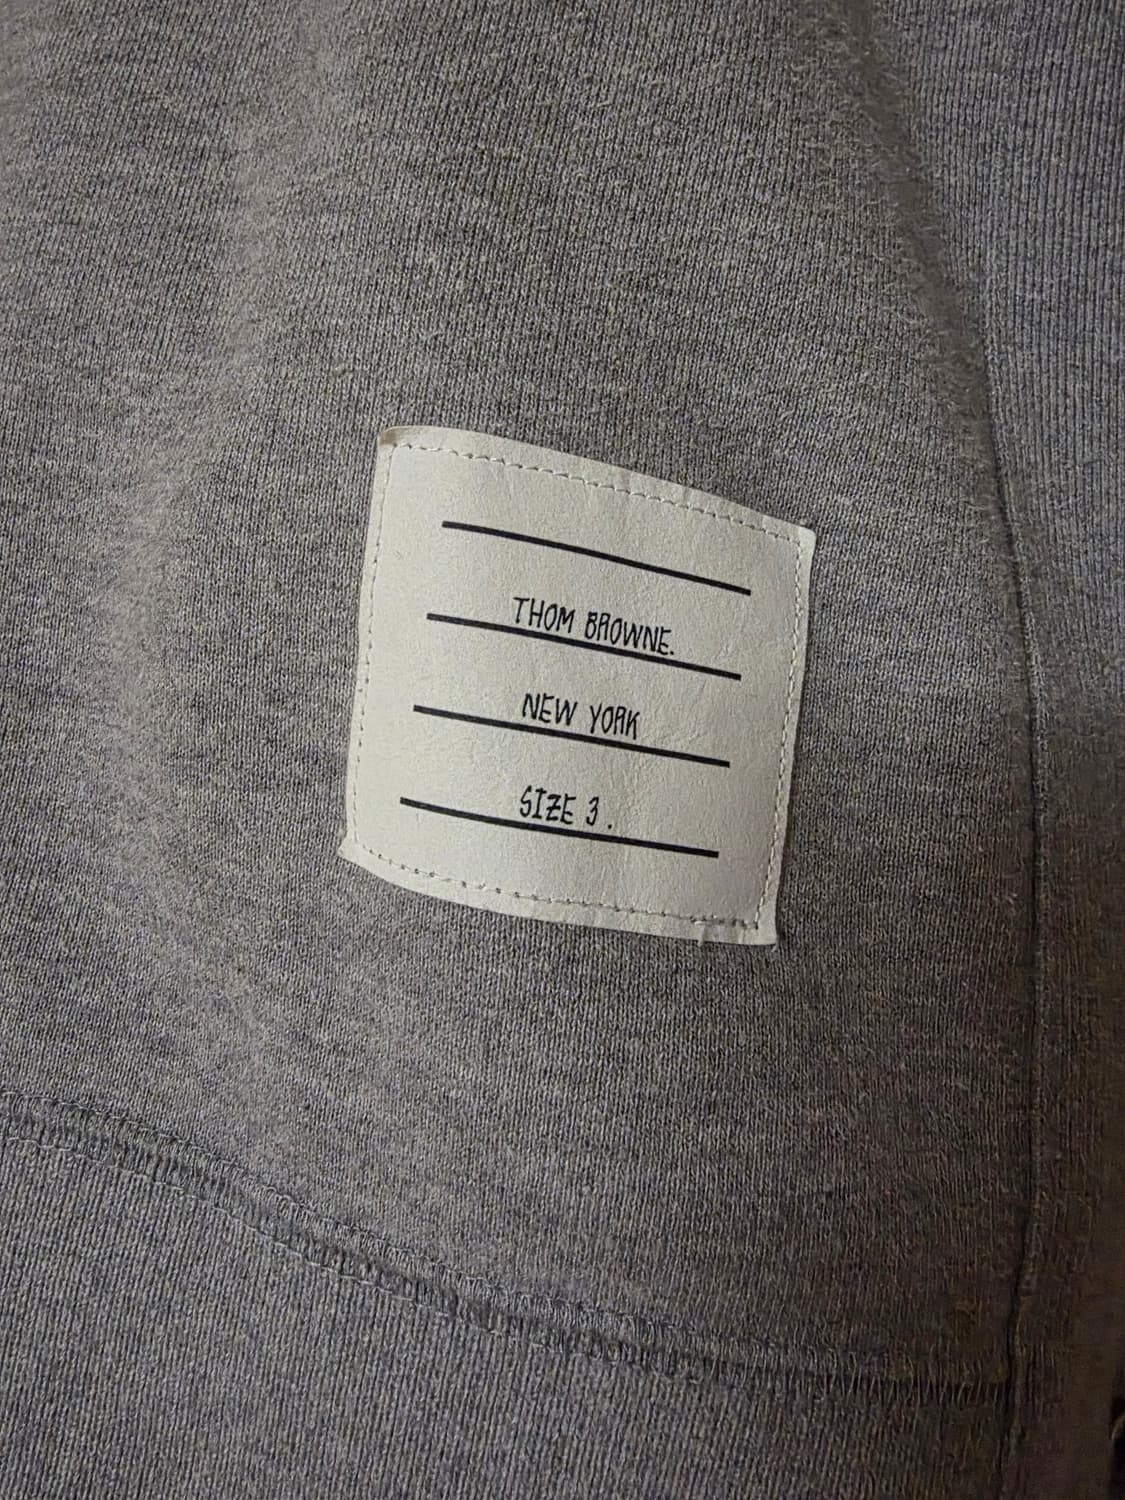 THOM BROWNE.
NEW YORK
SIZE 3.